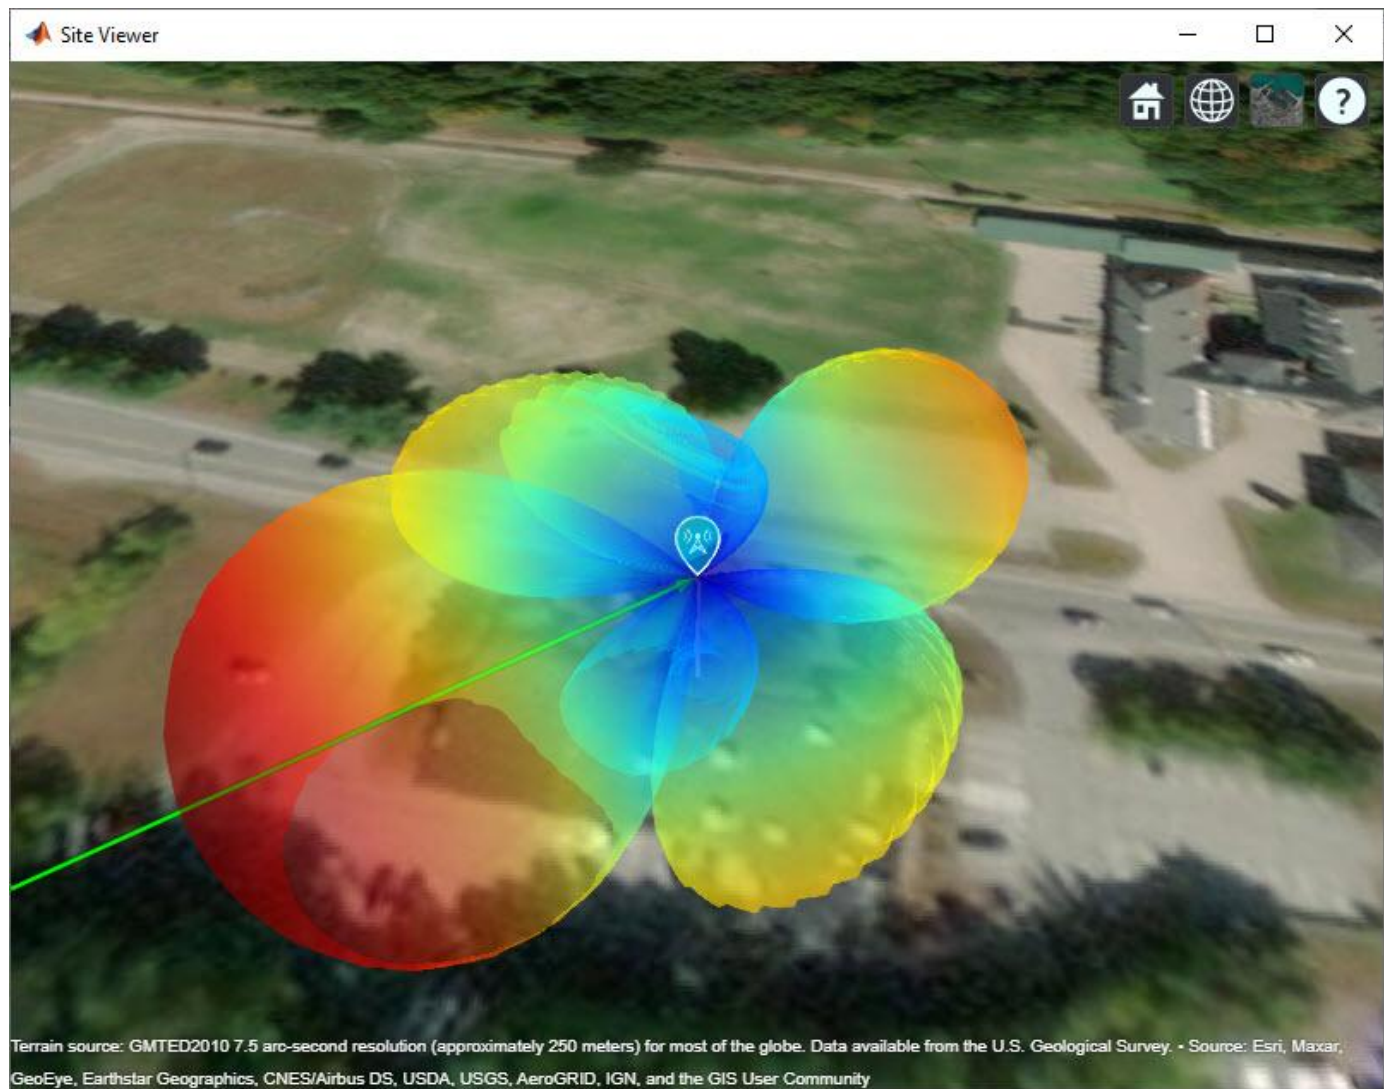 Site Viewer
?
Terrain source: GMTED2010 7.5 arc-second resolution (approximately 250 meters) for most of the globe. Data available from the U.S. Geological Survey. • Source: Esri, Maxar,
GeoEye, Earthstar Geographics, CNES/Airbus DS, USDA, USGS, AeroGRID, IGN, and the GIS User Community